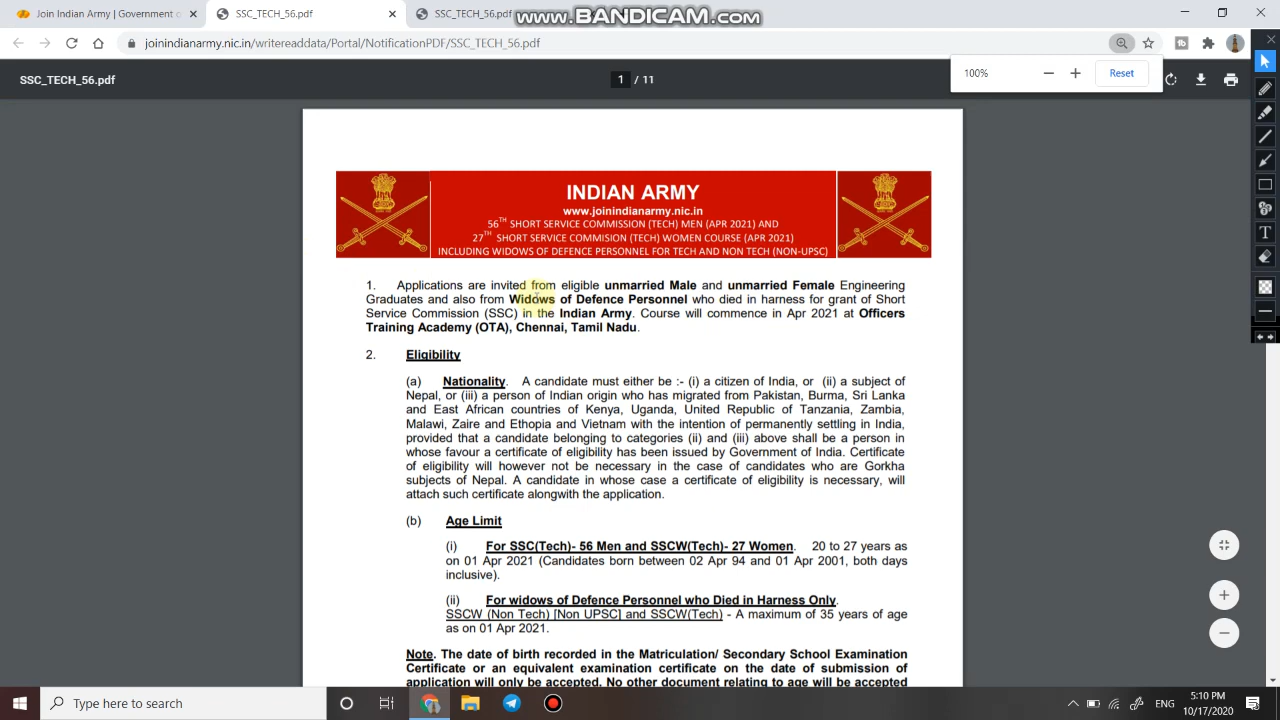 Join Indian Army | Government o
SSC_TECH_56.pdf
SSC_TECH_56.pdf
www.BANDICAM.com
joinindianarmy.nic.in/writereaddata/Portal/NotificationPDF/SSC_TECH_56.pdf
SSC_TECH_56.pdf
1 / 11
100%
Reset
INDIAN ARMY
www.joinindianarmy.nic.in
56TH SHORT SERVICE COMMISSION (TECH) MEN (APR 2021) AND
27TH SHORT SERVICE COMMISION (TECH) WOMEN COURSE (APR 2021)
INCLUDING WIDOWS OF DEFENCE PERSONNEL FOR TECH AND NON TECH (NON-UPSC)
1. Applications are invited from eligible unmarried Male and unmarried Female Engineering
Graduates and also from Widows of Defence Personnel who died in harness for grant of Short
Service Commission (SSC) in the Indian Army. Course will commence in Apr 2021 at Officers
Training Academy (OTA), Chennai, Tamil Nadu.
2. Eligibility
(a) Nationality. A candidate must either be :- (i) a citizen of India, or (ii) a subject of
Nepal, or (iii) a person of Indian origin who has migrated from Pakistan, Burma, Sri Lanka
and East African countries of Kenya, Uganda, United Republic of Tanzania, Zambia,
Malawi, Zaire and Ethopia and Vietnam with the intention of permanently settling in India,
provided that a candidate belonging to categories (ii) and (iii) above shall be a person in
whose favour a certificate of eligibility has been issued by Government of India. Certificate
of eligibility will however not be necessary in the case of candidates who are Gorkha
subjects of Nepal. A candidate in whose case a certificate of eligibility is necessary, will
attach such certificate alongwith the application.
(b) Age Limit
(i) For SSC(Tech)- 56 Men and SSCW(Tech)- 27 Women. 20 to 27 years as
on 01 Apr 2021 (Candidates born between 02 Apr 94 and 01 Apr 2001, both days
inclusive).
(ii) For widows of Defence Personnel who Died in Harness Only.
SSCW (Non Tech) [Non UPSC] and SSCW(Tech) - A maximum of 35 years of age
as on 01 Apr 2021.
Note. The date of birth recorded in the Matriculation/ Secondary School Examination
Certificate or an equivalent examination certificate on the date of submission of
application will only be accepted. No other document relating to age will be accepted
Type here to search
ENG
5:10 PM
10/17/2020